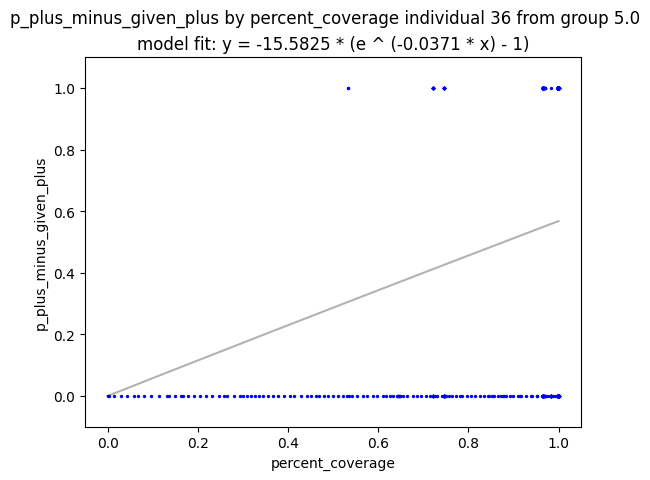 p_plus_minus_given_plus by percent_coverage individual 36 from group 5.0
model fit: y = -15.5825 * (e ^ (-0.0371 * x) - 1)
1.0
0.8
0.6
0.4
0.2
0.0
p_plus_minus_given_plus
0.0 0.2 0.4 0.6 0.8 1.0
percent_coverage